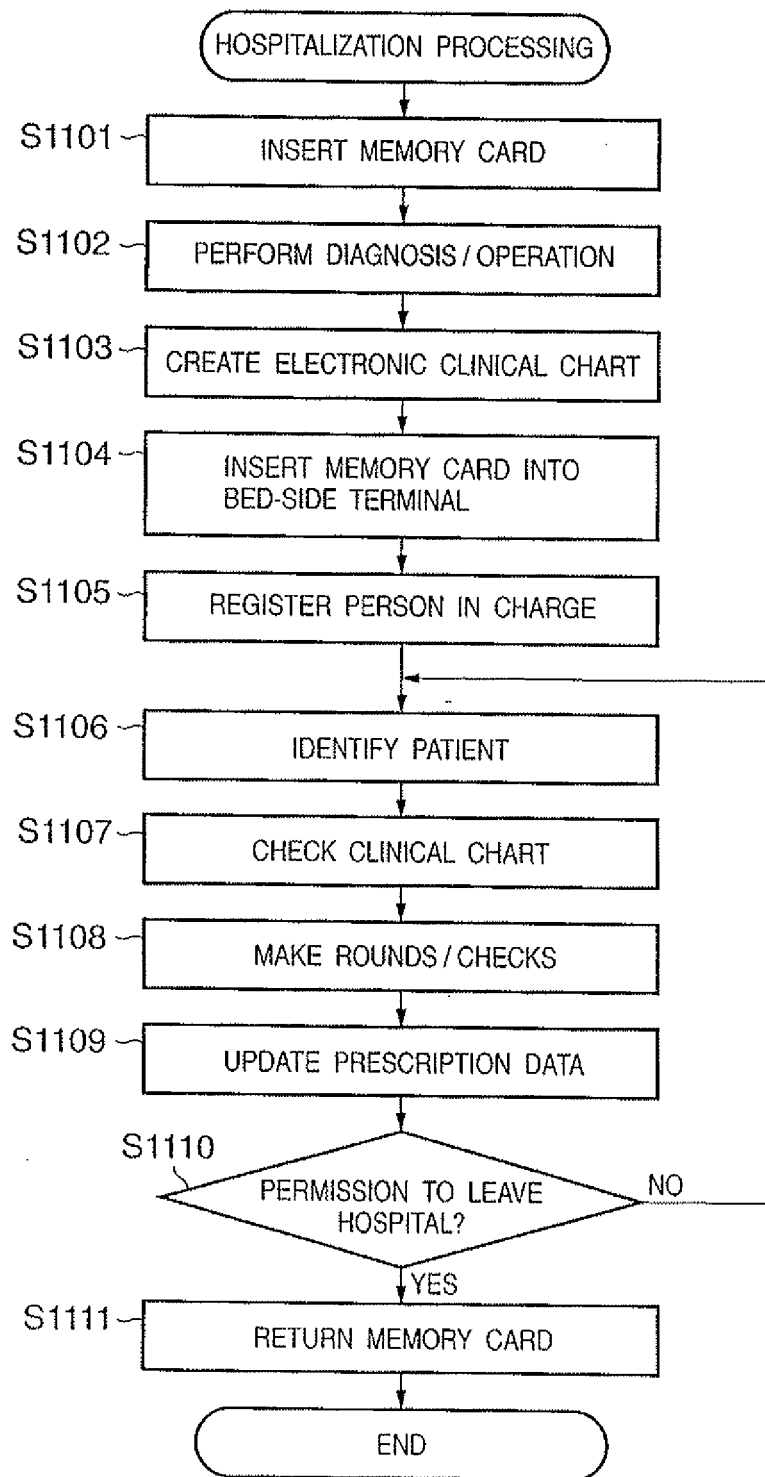 HOSPITALIZATION PROCESSING
S1101
INSERT MEMORY CARD
S1102
PERFORM DIAGNOSIS / OPERATION
S1103
CREATE ELECTRONIC CLINICAL CHART
S1104
INSERT MEMORY CARD INTO
BED-SIDE TERMINAL
S1105
REGISTER PERSON IN CHARGE
S1106
IDENTIFY PATIENT
S1107
CHECK CLINICAL CHART
S1108
MAKE ROUNDS / CHECKS
S1109
UPDATE PRESCRIPTION DATA
S1110
PERMISSION TO LEAVE
HOSPITAL?
NO
YES
S1111
RETURN MEMORY CARD
END